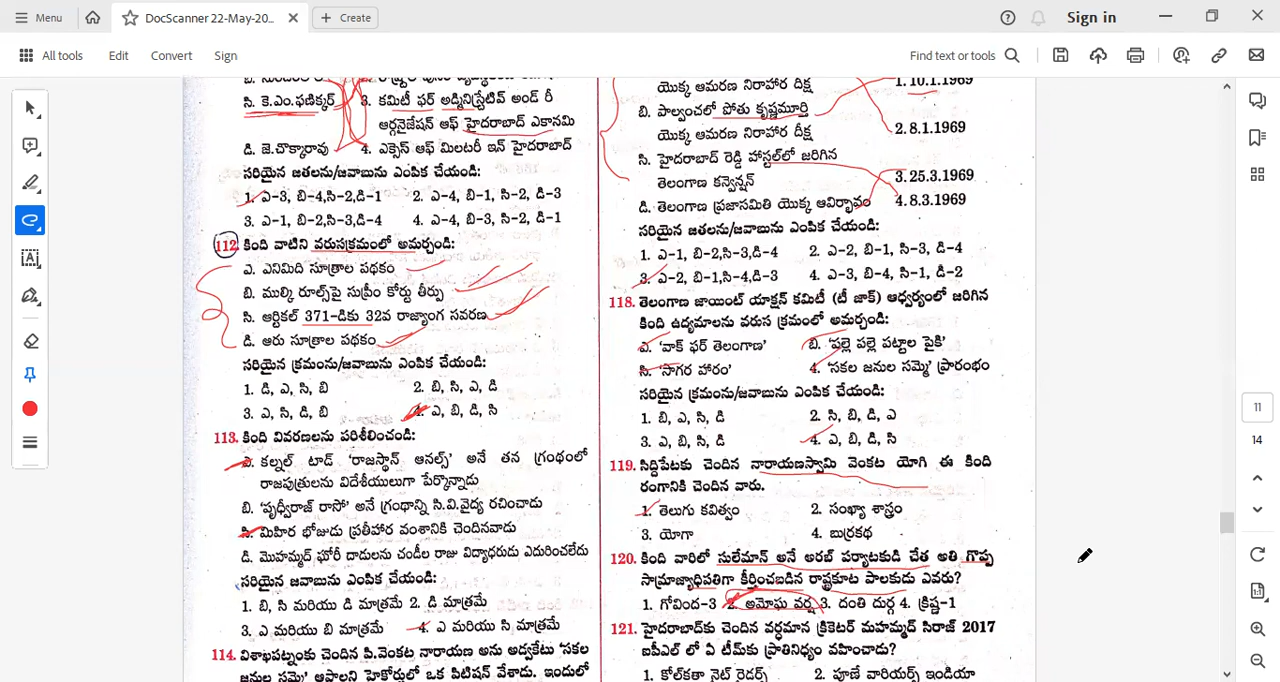 Menu
DocScanner 22-May-20...
Create
Sign in
All tools
Edit
Convert
Sign
Find text or tools
సి. కె.ఎం.ఫణిక్కర్ 3. కమిటీ ఫర్ అడ్మినిస్ట్రేటివ్ అండ్ రీ
ఆర్గనైజేషన్ ఆఫ్ హైదరాబాద్ ఎకానమి
డి. జె.చొక్కారావు 4. ఎక్సెస్ ఆఫ్ మిలటరీ ఇన్ హైదరాబాద్
సరియైన జతలను/జవాబును ఎంపిక చేయండి:
1. ఎ-3, బి-4,సి-2,డి-1 2. ఎ-4, బి-1, సి-2, డి-3
3. ఎ-1, బి-2,సి-3,డి-4 4. ఎ-4, బి-3, సి-2, డి-1
112. కింది వాటిని వరుసక్రమంలో అమర్చండి:
ఎ. ఎనిమిది సూత్రాల పథకం
బి. ముల్కి రూల్స్‌పై సుప్రీం కోర్టు తీర్పు
సి. ఆర్టికల్ 371-డికు 32వ రాజ్యాంగ సవరణ
డి. ఆరు సూత్రాల పథకం
సరియైన క్రమంను/జవాబును ఎంపిక చేయండి:
1. డి, ఎ, సి, బి 2. బి, సి, ఎ, డి
3. ఎ, సి, డి, బి 4. ఎ, బి, డి, సి
113. కింది వివరణలను పరిశీలించండి:
ఎ. కల్నల్ టాడ్ 'రాజస్థాన్ ఆనల్స్' అనే తన గ్రంథంలో
రాజపుత్రులను విదేశీయులుగా పేర్కొన్నాడు
బి. 'పృధ్వీరాజ్ రాసో' అనే గ్రంథాన్ని సి.వి.వైద్య రచించాడు
సి. మిహిర భోజుడు ప్రతీహార వంశానికి చెందినవాడు
డి. మొహమ్మద్ ఘోరీ దాడులను చండేల రాజు విద్యాధరుడు ఎదురించలేదు
సరియైన జవాబును ఎంపిక చేయండి:
1. బి, సి మరియు డి మాత్రమే 2. డి మాత్రమే
3. ఎ మరియు బి మాత్రమే 4. ఎ మరియు సి మాత్రమే
114. విశాఖపట్నంకు చెందిన పి.వెంకట నారాయణ అను అడ్వకేటు 'సకల
జనుల సమ్మె' ఆపాలని హైకోర్టులో ఒక పిటిషన్ వేశాడు. ఇందులో
యొక్క ఆమరణ నిరాహార దీక్ష 1. 10.1.1969
బి. పాల్వంచలో పోతు కృష్ణమూర్తి
యొక్క ఆమరణ నిరాహార దీక్ష 2. 8.1.1969
సి. హైదరాబాద్ రెడ్డి హాస్టల్‌లో జరిగిన
తెలంగాణ కన్వెన్షన్ 3. 25.3.1969
డి. తెలంగాణ ప్రజాసమితి యొక్క ఆవిర్భావం 4. 8.3.1969
సరియైన జతలను/జవాబును ఎంపిక చేయండి:
1. ఎ-1, బి-2,సి-3,డి-4 2. ఎ-2, బి-1, సి-3, డి-4
3. ఎ-2, బి-1,సి-4,డి-3 4. ఎ-3, బి-4, సి-1, డి-2
118. తెలంగాణ జాయింట్ యాక్షన్ కమిటీ (టీ జాక్) ఆధ్వర్యంలో జరిగిన
కింది ఉద్యమాలను వరుస క్రమంలో అమర్చండి:
ఎ. 'వాక్ ఫర్ తెలంగాణ' బి. 'పల్లె పల్లె పట్టాల పైకి'
సి. 'సాగర హారం' 4. 'సకల జనుల సమ్మె' ప్రారంభం
సరియైన క్రమంను/జవాబును ఎంపిక చేయండి:
1. బి, ఎ, సి, డి 2. సి, బి, డి, ఎ
3. ఎ, బి, సి, డి 4. ఎ, బి, డి, సి
119. సిద్దిపేటకు చెందిన నారాయణస్వామి వెంకట యోగి ఈ కింది
రంగానికి చెందిన వారు.
1. తెలుగు కవిత్వం 2. సంఖ్యా శాస్త్రం
3. యోగా 4. బుర్రకథ
120. కింది వారిలో సులేమాన్ అనే అరబ్ పర్యాటకుడి చేత అతి గొప్ప
సామ్రాజ్యాధిపతిగా కీర్తించబడిన రాష్ట్రకూట పాలకుడు ఎవరు?
1. గోవింద-3 2. అమోఘ వర్ష 3. దంతి దుర్గ 4. క్రిష్ణ-1
121. హైదరాబాద్‌కు చెందిన వర్ధమాన క్రికెటర్ మహమ్మద్ సిరాజ్ 2017
ఐపీఎల్ లో ఏ టీమ్‌కు ప్రాతినిధ్యం వహించాడు?
1. కోల్‌కతా నైట్ రైడర్స్ 2. పూణే వారియర్స్ ఇండియా
11
14